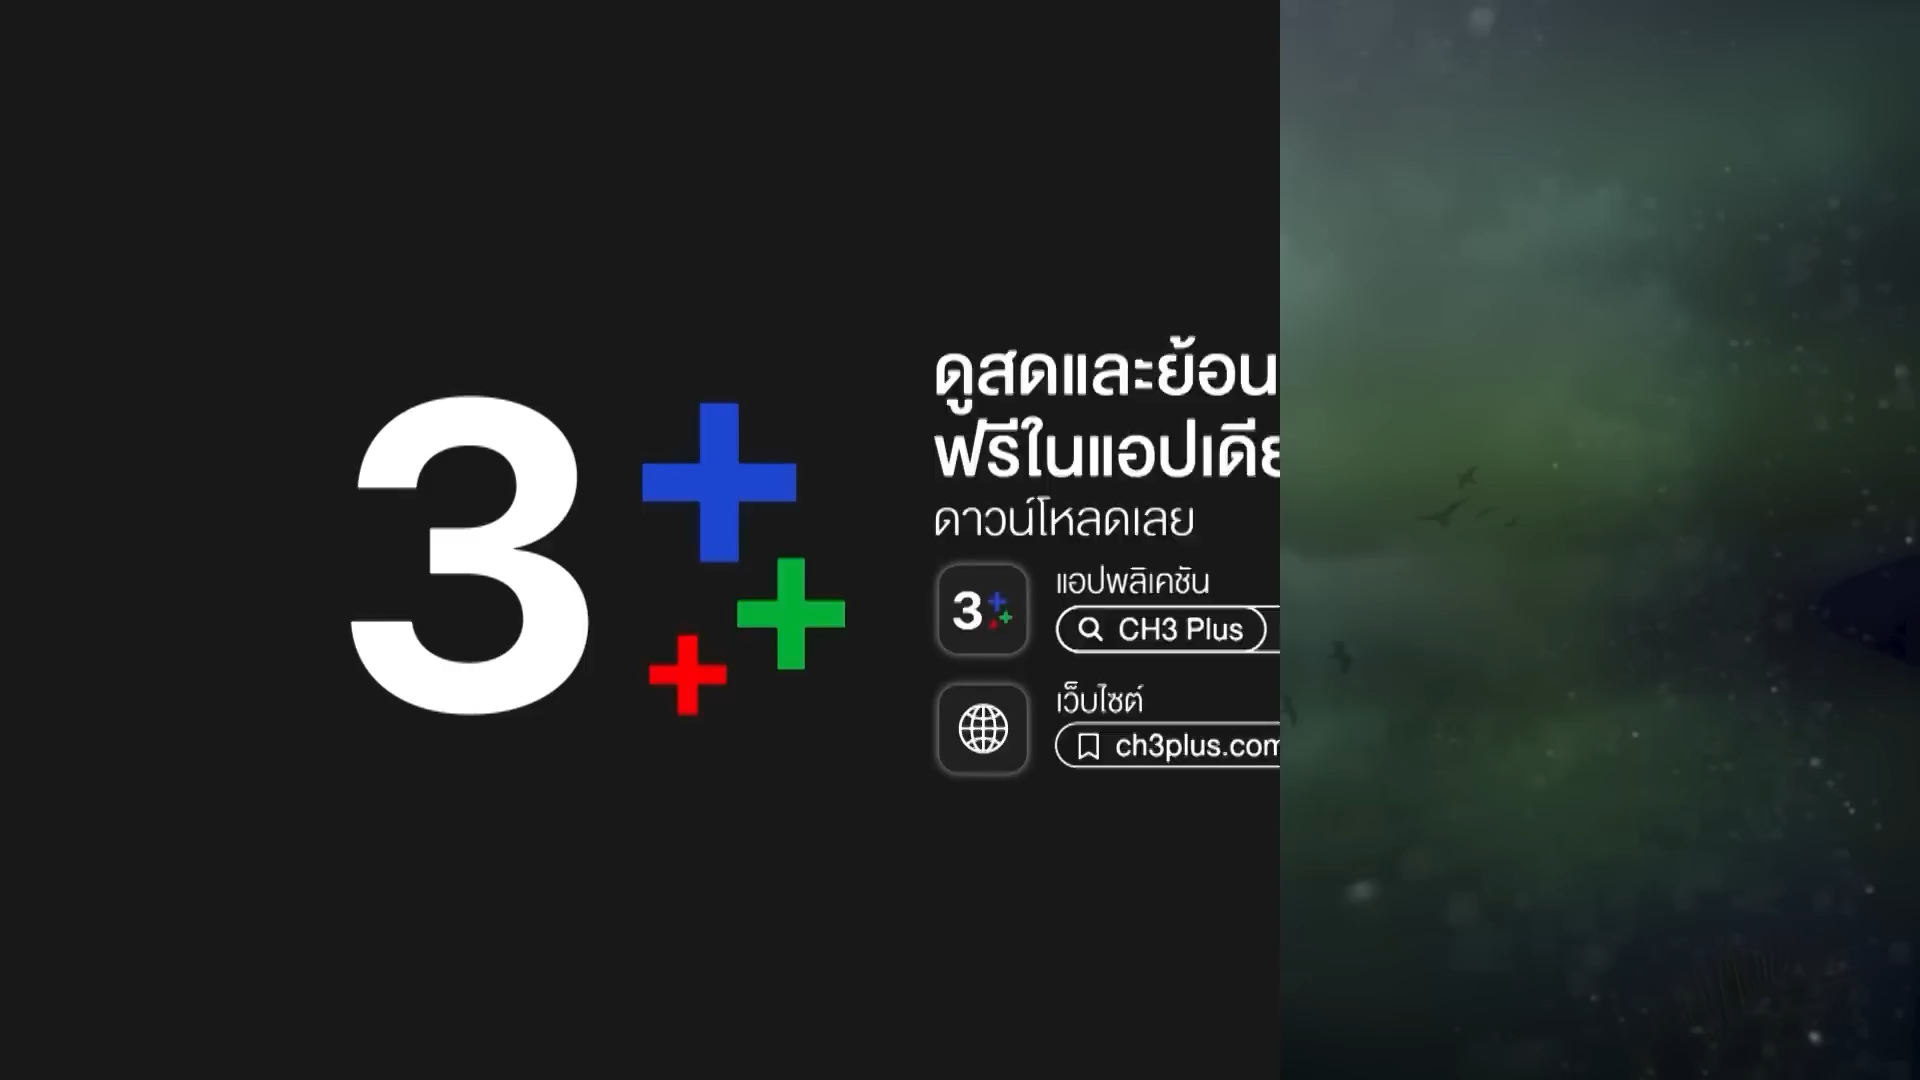 3
ดูสดและย้อน
ฟรีในแอปเดีย
ดาวน์โหลดเลย
3
แอปพลิเคชัน
CH3 Plus
เว็บไซต์
ch3plus.com